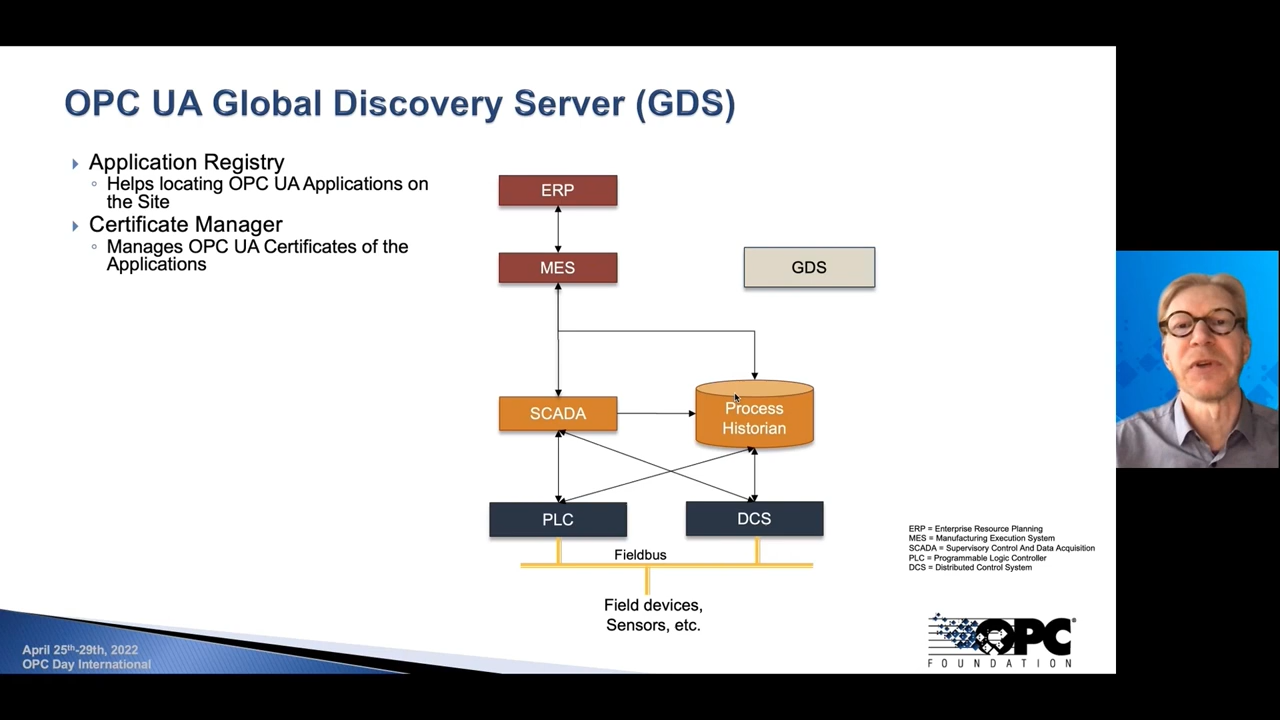 OPC UA Global Discovery Server (GDS)
Application Registry
Helps locating OPC UA Applications on
the Site
Certificate Manager
Manages OPC UA Certificates of the
Applications
ERP
MES
GDS
SCADA
Process
Historian
PLC
DCS
Fieldbus
Field devices,
Sensors, etc.
ERP = Enterprise Resource Planning
MES = Manufacturing Execution System
SCADA = Supervisory Control And Data Acquisition
PLC = Programmable Logic Controller
DCS = Distributed Control System
April 25th-29th, 2022
OPC Day International
OPC®
FOUNDATION